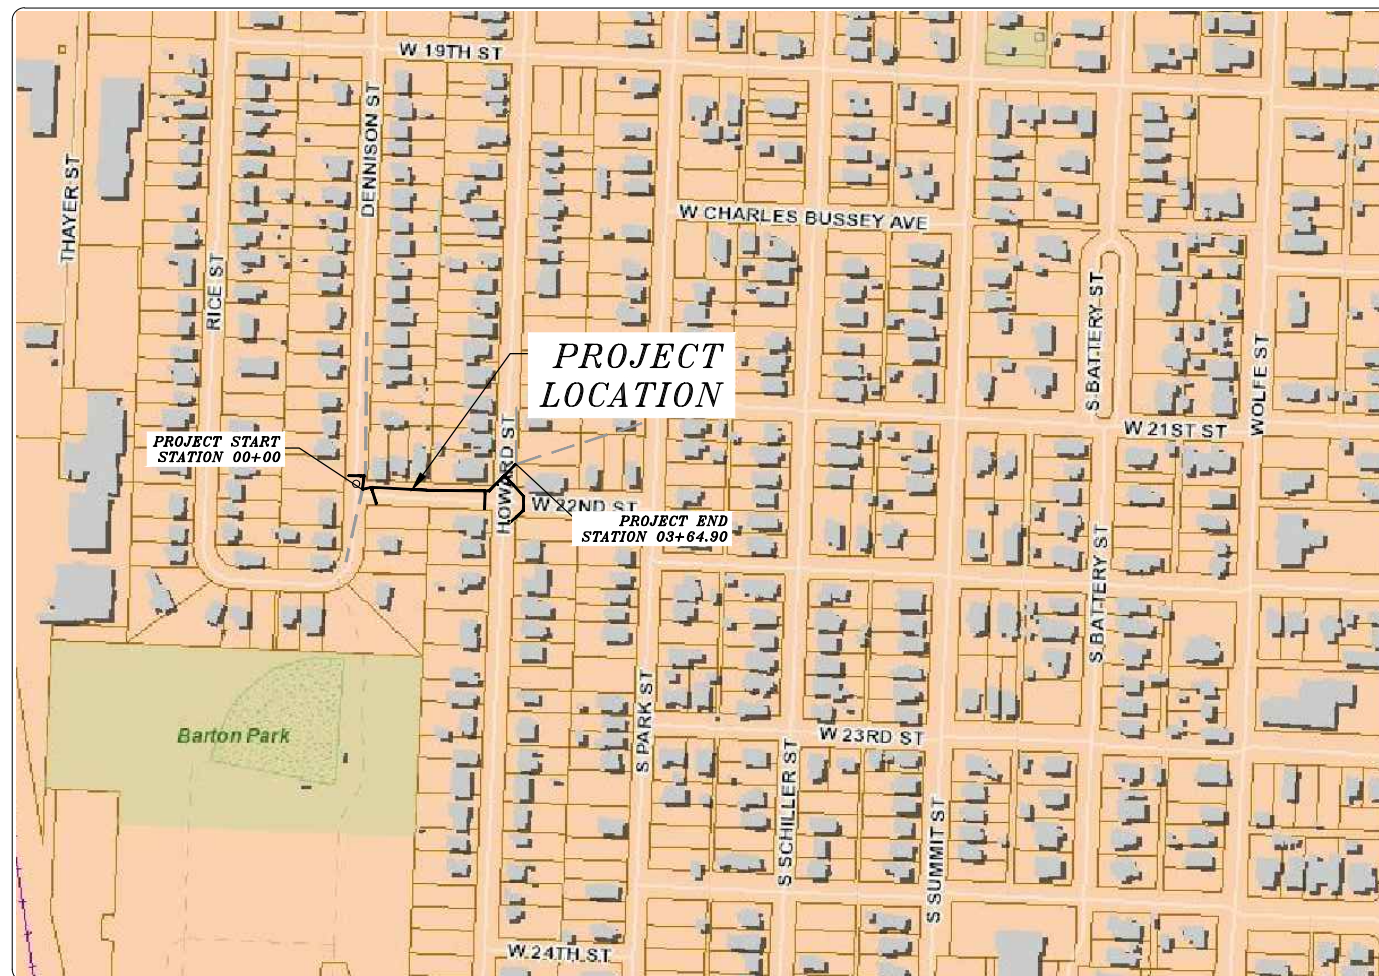 W 19TH ST
DENNISON ST
THAYER ST
W CHARLES BUSSEY AVE
RICE ST
S BATTERY ST
WOLFE ST
PROJECT
LOCATION
HOWARD ST
W 21ST ST
PROJECT START
STATION 00+00
W 22ND ST
PROJECT END
STATION 03+64.90
S BATTERY ST
S PARK ST
Barton Park
W 23RD ST
S SCHILLER ST
S SUMMIT ST
W 24TH ST